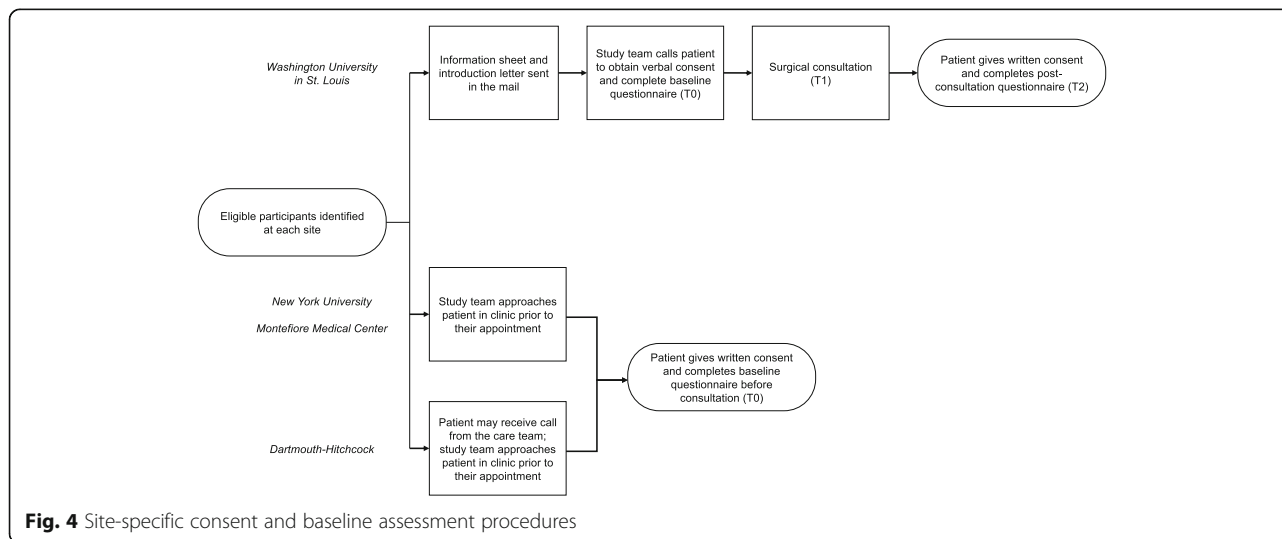 Washington University
in St. Louis
Information sheet and
introduction letter sent
in the mail
Study team calls patient
to obtain verbal consent
and complete baseline
questionnaire (T0)
Surgical consultation
(T1)
Patient gives written consent
and completes post-
consultation questionnaire (T2)
Eligible participants identified
at each site
New York University
Montefiore Medical Center
Study team approaches
patient in clinic prior to
their appointment
Dartmouth-Hitchcock
Patient may receive call
from the care team;
study team approaches
patient in clinic prior to
their appointment
Patient gives written consent
and completes baseline
questionnaire before
consultation (T0)
Fig. 4 Site-specific consent and baseline assessment procedures